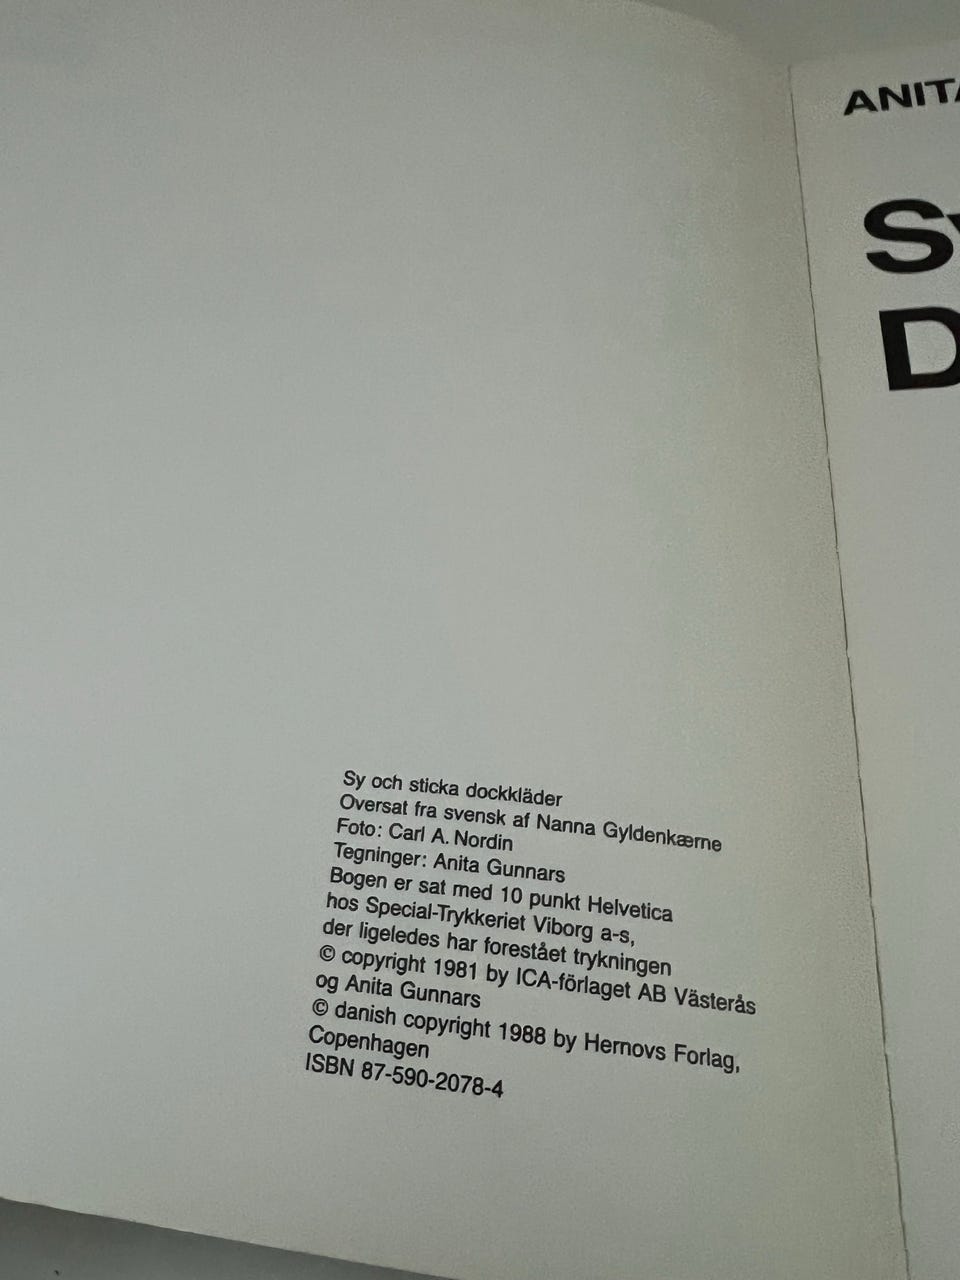 Sy och sticka dockkläder
Oversat fra svensk af Nanna Gyldenkærne
Foto: Carl A. Nordin
Tegninger: Anita Gunnars
Bogen er sat med 10 punkt Helvetica
hos Special-Trykkeriet Viborg a-s,
der ligeledes har forestået trykningen
© copyright 1981 by ICA-förlaget AB Västerås
og Anita Gunnars
© danish copyright 1988 by Hernovs Forlag,
Copenhagen
ISBN 87-590-2078-4
ANITA
Sy
D